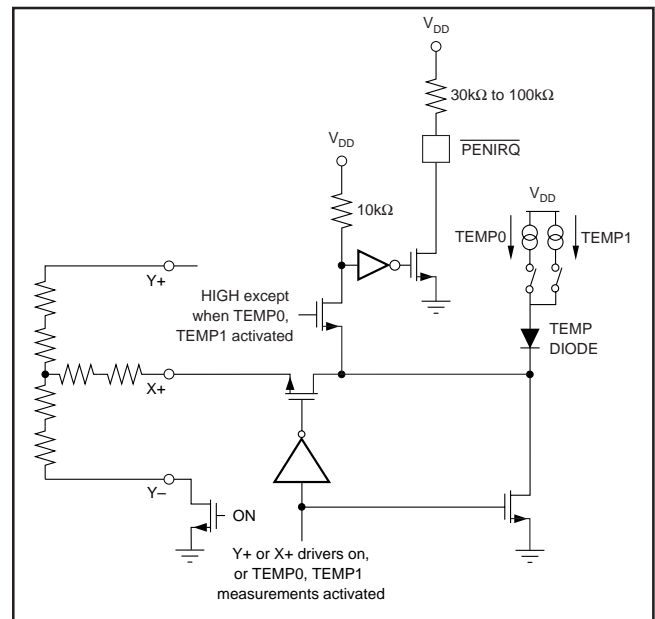 VDD
30kΩ to 100kΩ
PENIRQ
VDD
10kΩ
VDD
TEMP0
TEMP1
Y+
HIGH except
when TEMP0,
TEMP1 activated
TEMP
DIODE
X+
Y–
ON
Y+ or X+ drivers on,
or TEMP0, TEMP1
measurements activated